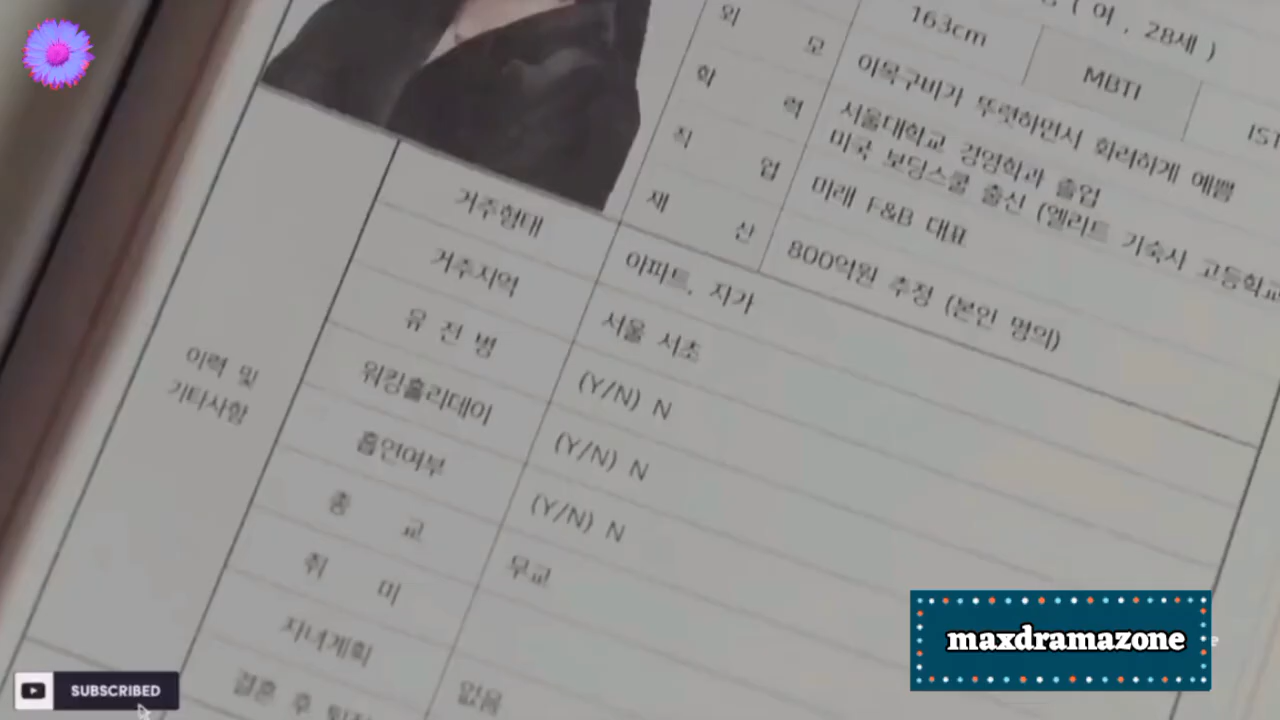 ( 여 , 28세 )
외 모
163cm
MBTI
이목구비가 뚜렷하면서 화려하게 예쁨
학 력
서울대학교 경영학과 졸업
미국 보딩스쿨 출신 (엘리트 기숙사 고등학교
직 업
미래 F&B 대표
재 산
800억원 추정 (본인 명의)
이력 및
기타사항
거주형태
아파트, 자가
거주지역
서울 서초
유 전 병
(Y/N) N
워킹홀리데이
(Y/N) N
흡연여부
(Y/N) N
종 교
무교
취 미
자녀계획
없음
결혼 후
maxdramazone
SUBSCRIBED